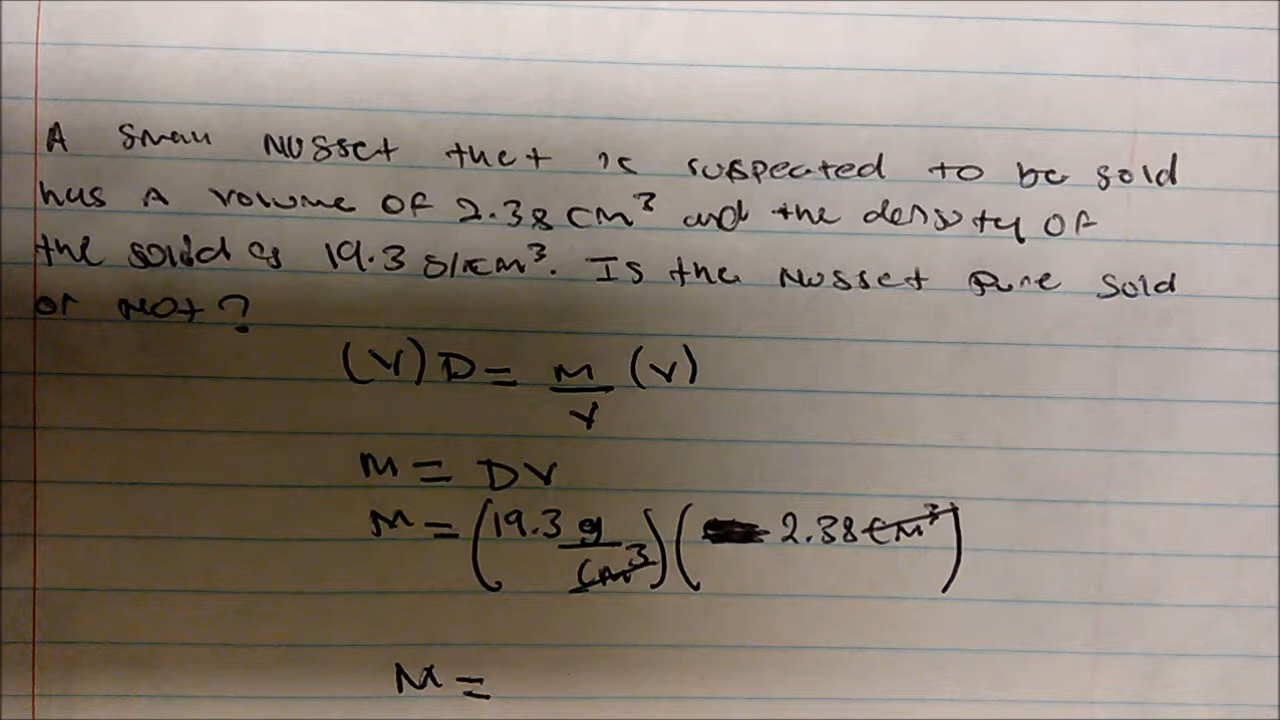 A small nugget that is suspected to be gold
has A volume of 2.38 cm³ and the density of
the solid is 19.3 g/cm³. Is the nugget pure gold
or not?
(V) D = M/V (V)
M = DV
M = (19.3 g/cm³) (2.38 cm³)
M =